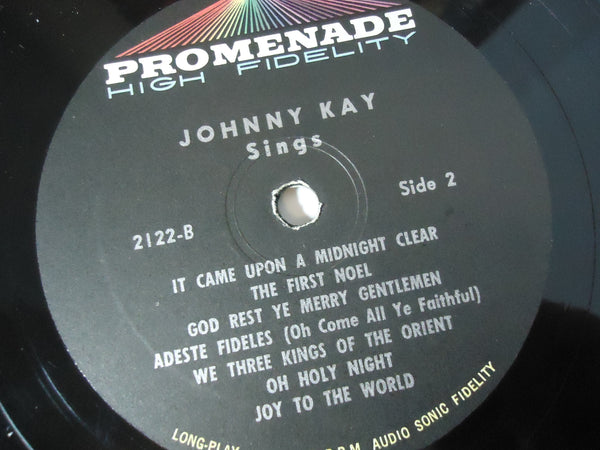 PROMENADE
HIGH FIDELITY
JOHNNY KAY
Sings
Side 2
2122-B
IT CAME UPON A MIDNIGHT CLEAR
THE FIRST NOEL
GOD REST YE MERRY GENTLEMEN
ADESTE FIDELES (Oh Come All Ye Faithful)
WE THREE KINGS OF THE ORIENT
OH HOLY NIGHT
JOY TO THE WORLD
LONG-PLAY R.P.M. AUDIO SONIC FIDELITY